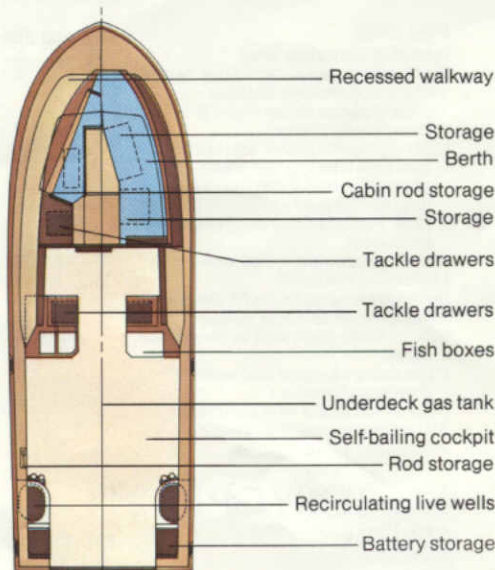 Recessed walkway
Storage
Berth
Cabin rod storage
Storage
Tackle drawers
Tackle drawers
Fish boxes
Underdeck gas tank
Self-bailing cockpit
Rod storage
Recirculating live wells
Battery storage